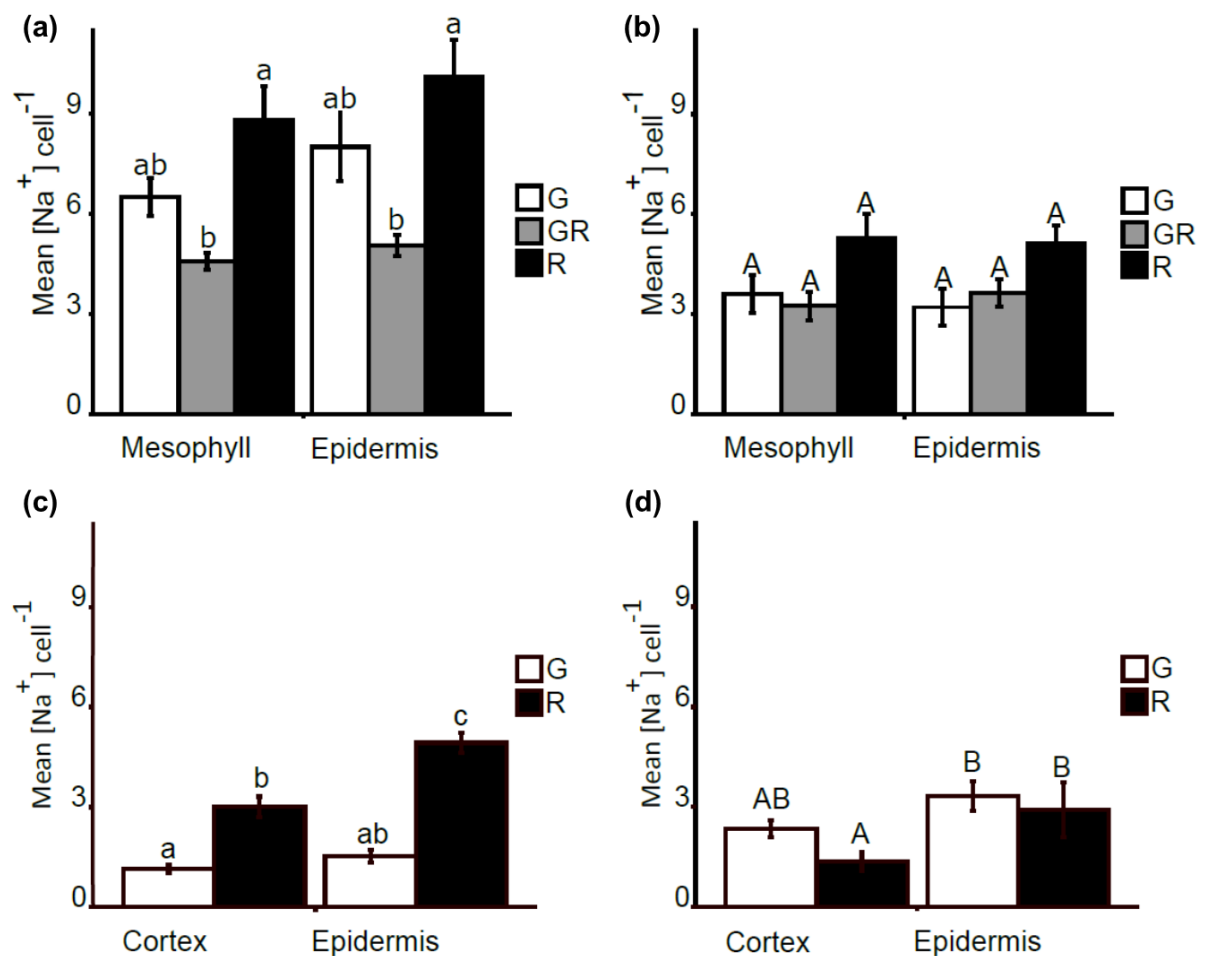 (a)
Mean [Na+] cell-1
9
6
3
0
ab
b
a
ab
b
a
G
GR
R
Mesophyll Epidermis
(b)
Mean [Na+] cell-1
9
6
3
0
A
A
A
A
A
A
G
GR
R
Mesophyll Epidermis
(c)
Mean [Na+] cell-1
9
6
3
0
a
b
ab
c
G
R
Cortex Epidermis
(d)
Mean [Na+] cell-1
9
6
3
0
AB
A
B
B
G
R
Cortex Epidermis